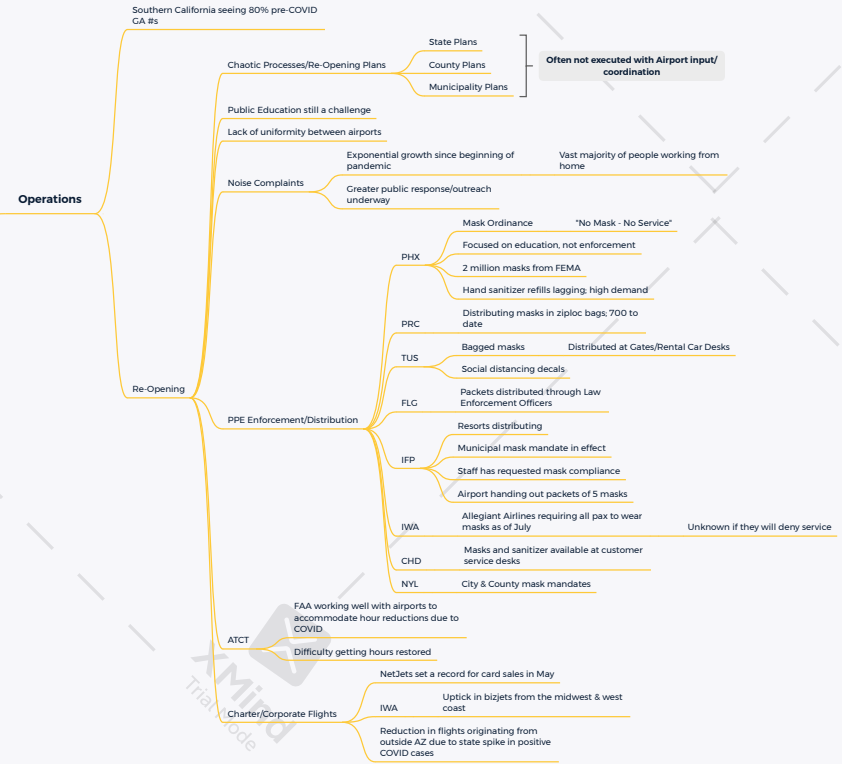 Southern California seeing 80% pre-COVID
GA #s
Operations
Re-Opening
Chaotic Processes/Re-Opening Plans
State Plans
County Plans
Municipality Plans
Often not executed with Airport input/
coordination
Public Education still a challenge
Lack of uniformity between airports
Noise Complaints
Exponential growth since beginning of
pandemic
Vast majority of people working from
home
Greater public response/outreach
underway
PPE Enforcement/Distribution
PHX
Mask Ordinance
"No Mask - No Service"
Focused on education, not enforcement
2 million masks from FEMA
Hand sanitizer refills lagging; high demand
PRC
Distributing masks in ziploc bags; 700 to
date
TUS
Bagged masks
Distributed at Gates/Rental Car Desks
Social distancing decals
FLG
Packets distributed through Law
Enforcement Officers
IFP
Resorts distributing
Municipal mask mandate in effect
Staff has requested mask compliance
Airport handing out packets of 5 masks
IWA
Allegiant Airlines requiring all pax to wear
masks as of July
Unknown if they will deny service
CHD
Masks and sanitizer available at customer
service desks
NYL
City & County mask mandates
ATCT
FAA working well with airports to
accommodate hour reductions due to
COVID
Difficulty getting hours restored
Charter/Corporate Flights
NetJets set a record for card sales in May
IWA
Uptick in bizjets from the midwest & west
coast
Reduction in flights originating from
outside AZ due to state spike in positive
COVID cases
XMind
Trial Mode